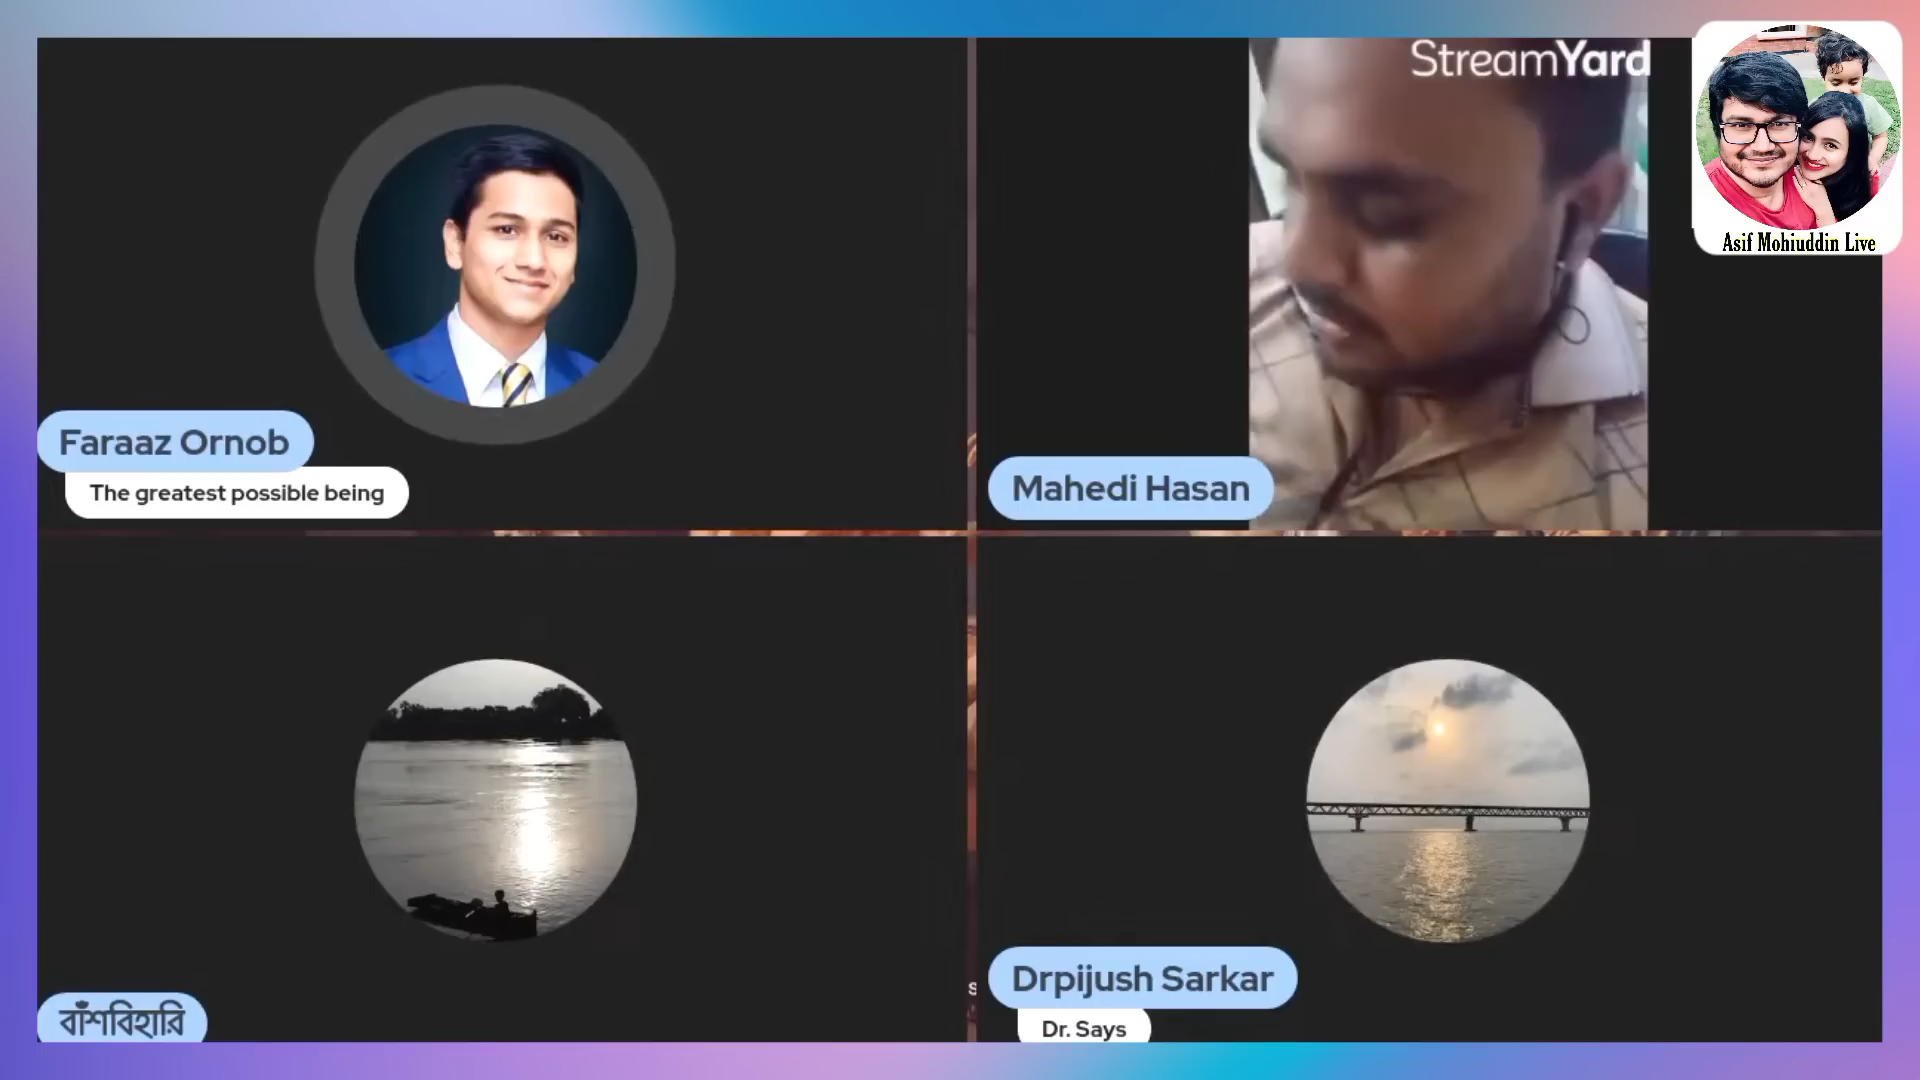 StreamYard
Asif Mohiuddin Live
Faraaz Ornob
The greatest possible being
Mahedi Hasan
বাঁশবিহারি
Drpijush Sarkar
Dr. Says